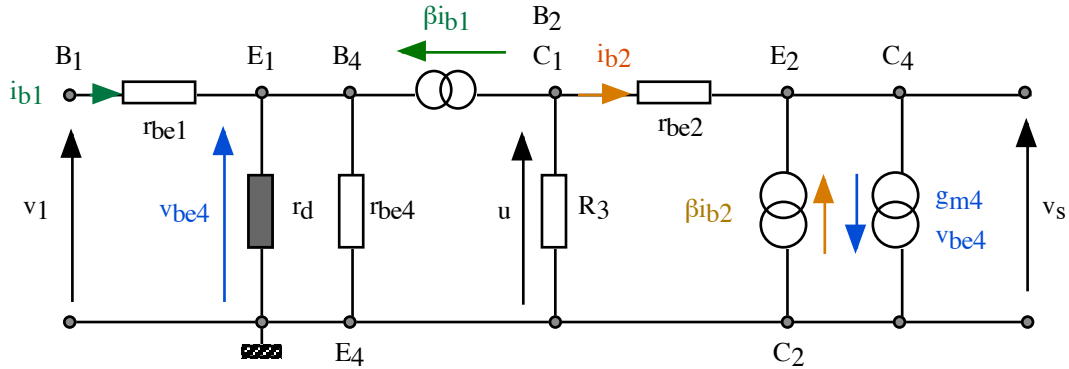 βib1
B2
B1
E1
B4
C1
ib2
E2
C4
ib1
rbe1
rbe2
v1
vbe4
rd
rbe4
u
R3
βib2
gm4
vbe4
vs
E4
C2